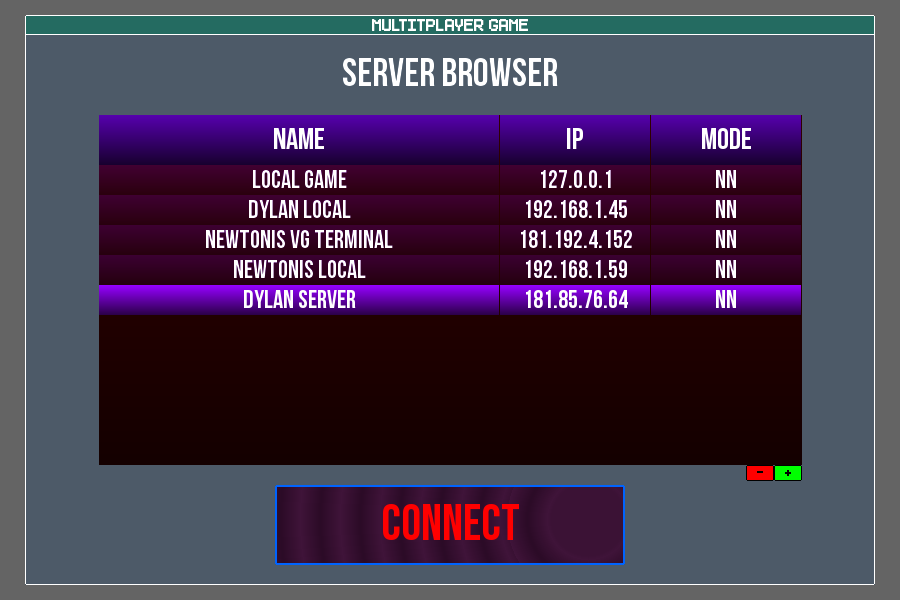 MULTITPLAYER GAME
SERVER BROWSER
NAME IP MODE
LOCAL GAME 127.0.0.1 NN
DYLAN LOCAL 192.168.1.45 NN
NEWTONIS VG TERMINAL 181.192.4.152 NN
NEWTONIS LOCAL 192.168.1.59 NN
DYLAN SERVER 181.85.76.64 NN
- +
CONNECT